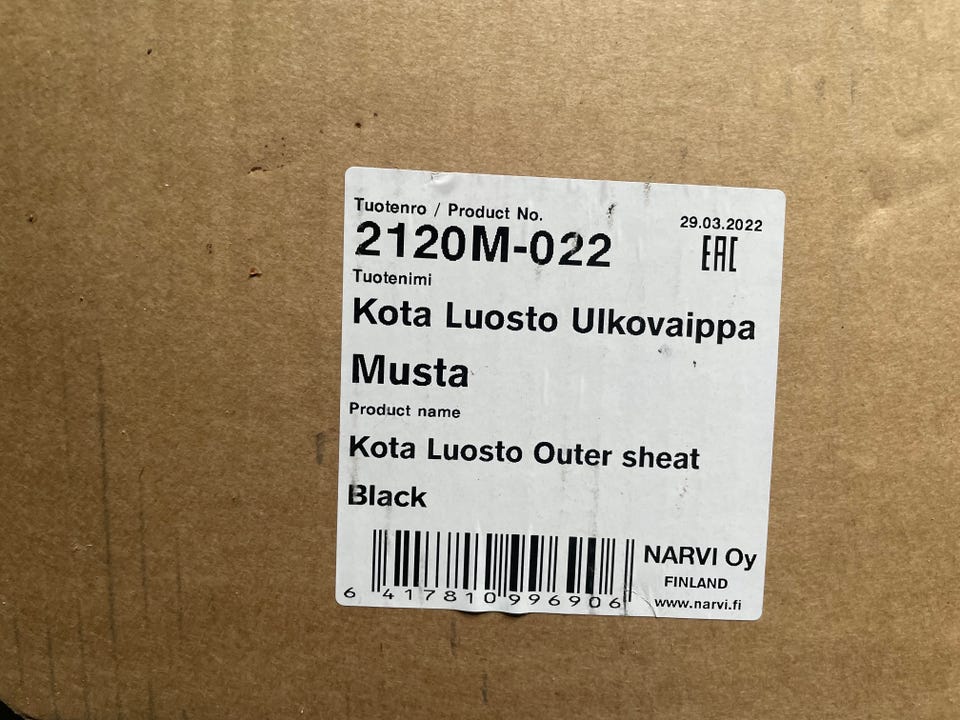 Tuotenro / Product No.
29.03.2022
2120M-022
EAC
Tuotenimi
Kota Luosto Ulkovaippa
Musta
Product name
Kota Luosto Outer sheat
Black
NARVI Oy
FINLAND
www.narvi.fi
6 417810 996906